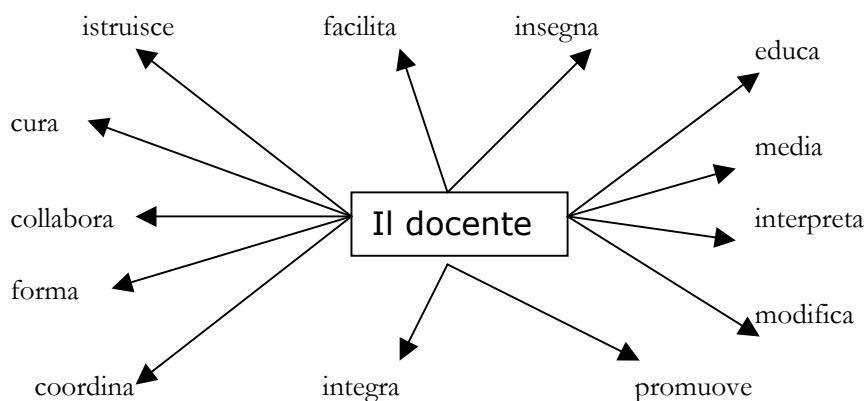 istruisce
facilita
insegna
educa
cura
media
collabora
Il docente
interpreta
forma
modifica
coordina
integra
promuove